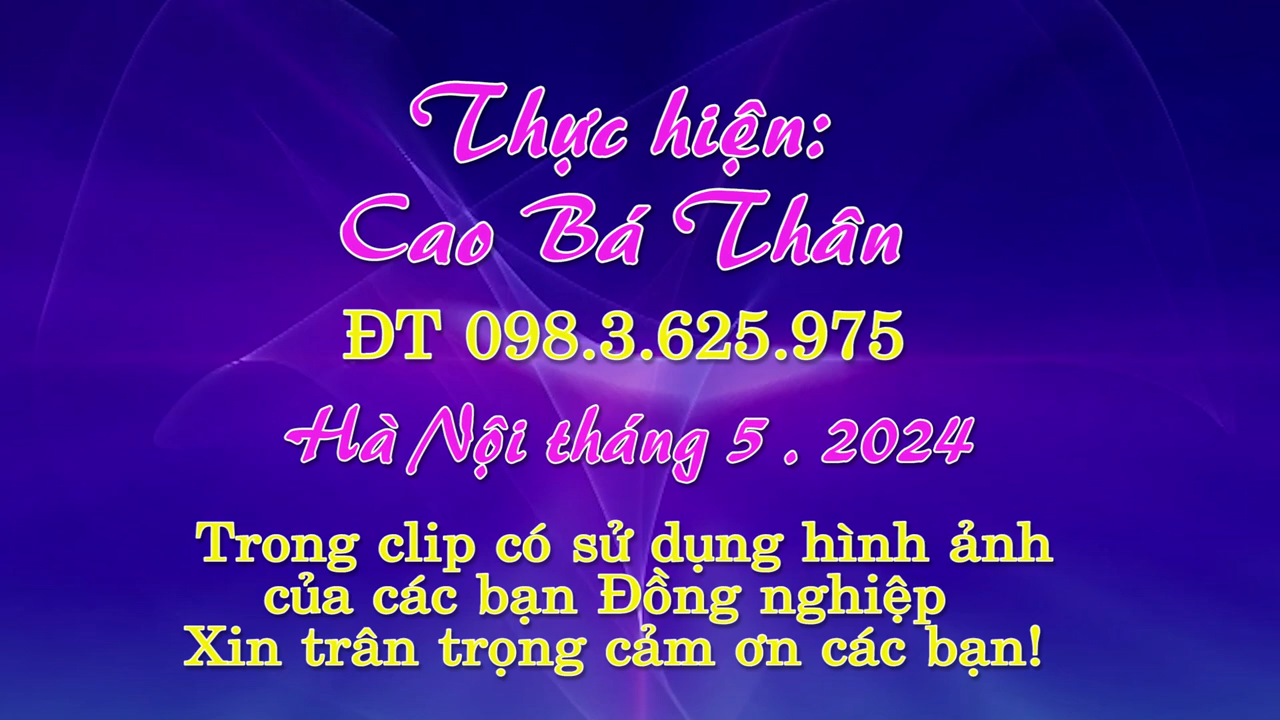 Thực hiện:
Cao Bá Thân
ĐT 098.3.625.975
Hà Nội tháng 5 . 2024
Trong clip có sử dụng hình ảnh
của các bạn Đồng nghiệp
Xin trân trọng cảm ơn các bạn!